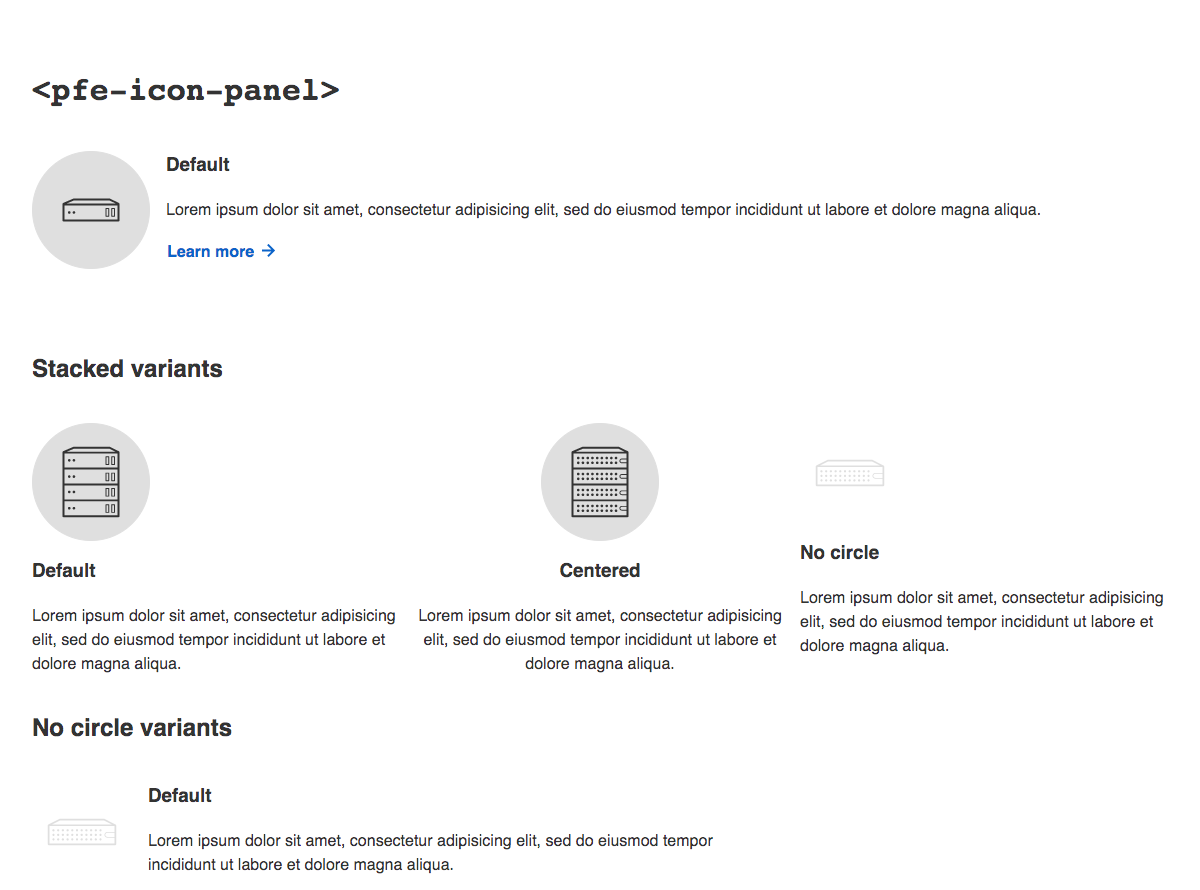 <pfe-icon-panel>
Default
Lorem ipsum dolor sit amet, consectetur adipisicing elit, sed do eiusmod tempor incididunt ut labore et dolore magna aliqua.
Learn more →
Stacked variants
Default
Lorem ipsum dolor sit amet, consectetur adipisicing
elit, sed do eiusmod tempor incididunt ut labore et
dolore magna aliqua.
Centered
Lorem ipsum dolor sit amet, consectetur adipisicing
elit, sed do eiusmod tempor incididunt ut labore et
dolore magna aliqua.
No circle
Lorem ipsum dolor sit amet, consectetur adipisicing
elit, sed do eiusmod tempor incididunt ut labore et
dolore magna aliqua.
No circle variants
Default
Lorem ipsum dolor sit amet, consectetur adipisicing elit, sed do eiusmod tempor
incididunt ut labore et dolore magna aliqua.